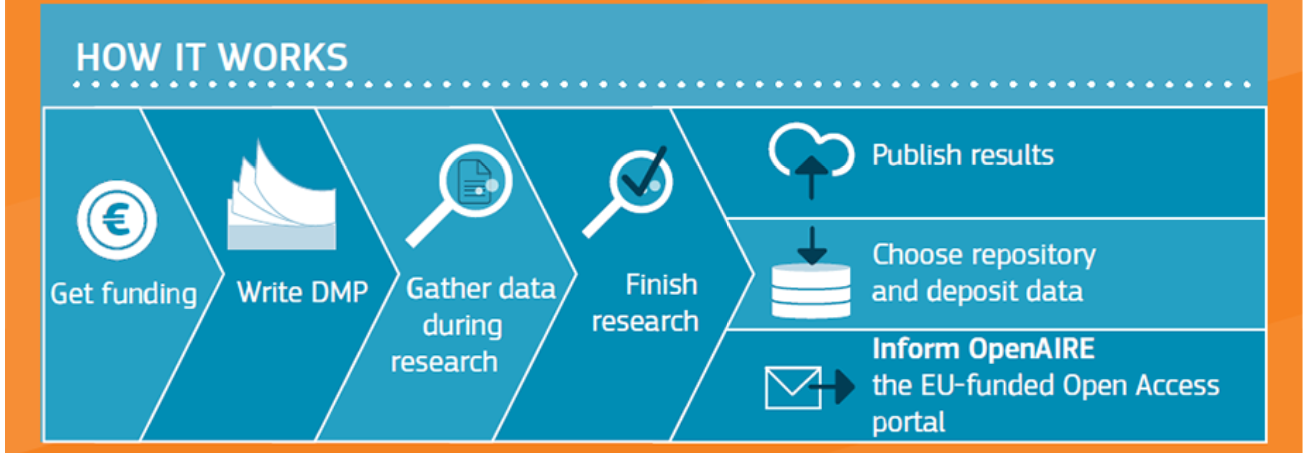 HOW IT WORKS
€
Get funding
Write DMP
Gather data
during
research
Finish
research
Publish results
Choose repository
and deposit data
Inform OpenAIRE
the EU-funded Open Access
portal